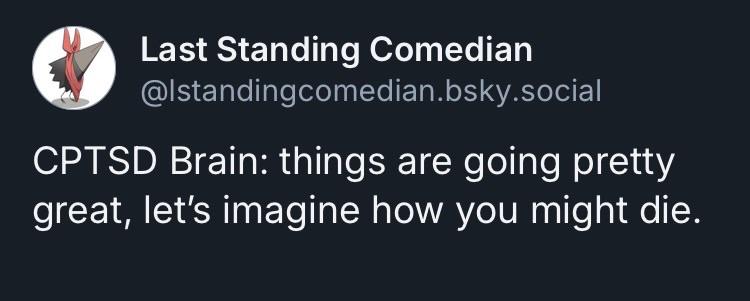 Last Standing Comedian
@lstandingcomedian.bsky.social
CPTSD Brain: things are going pretty
great, let’s imagine how you might die.